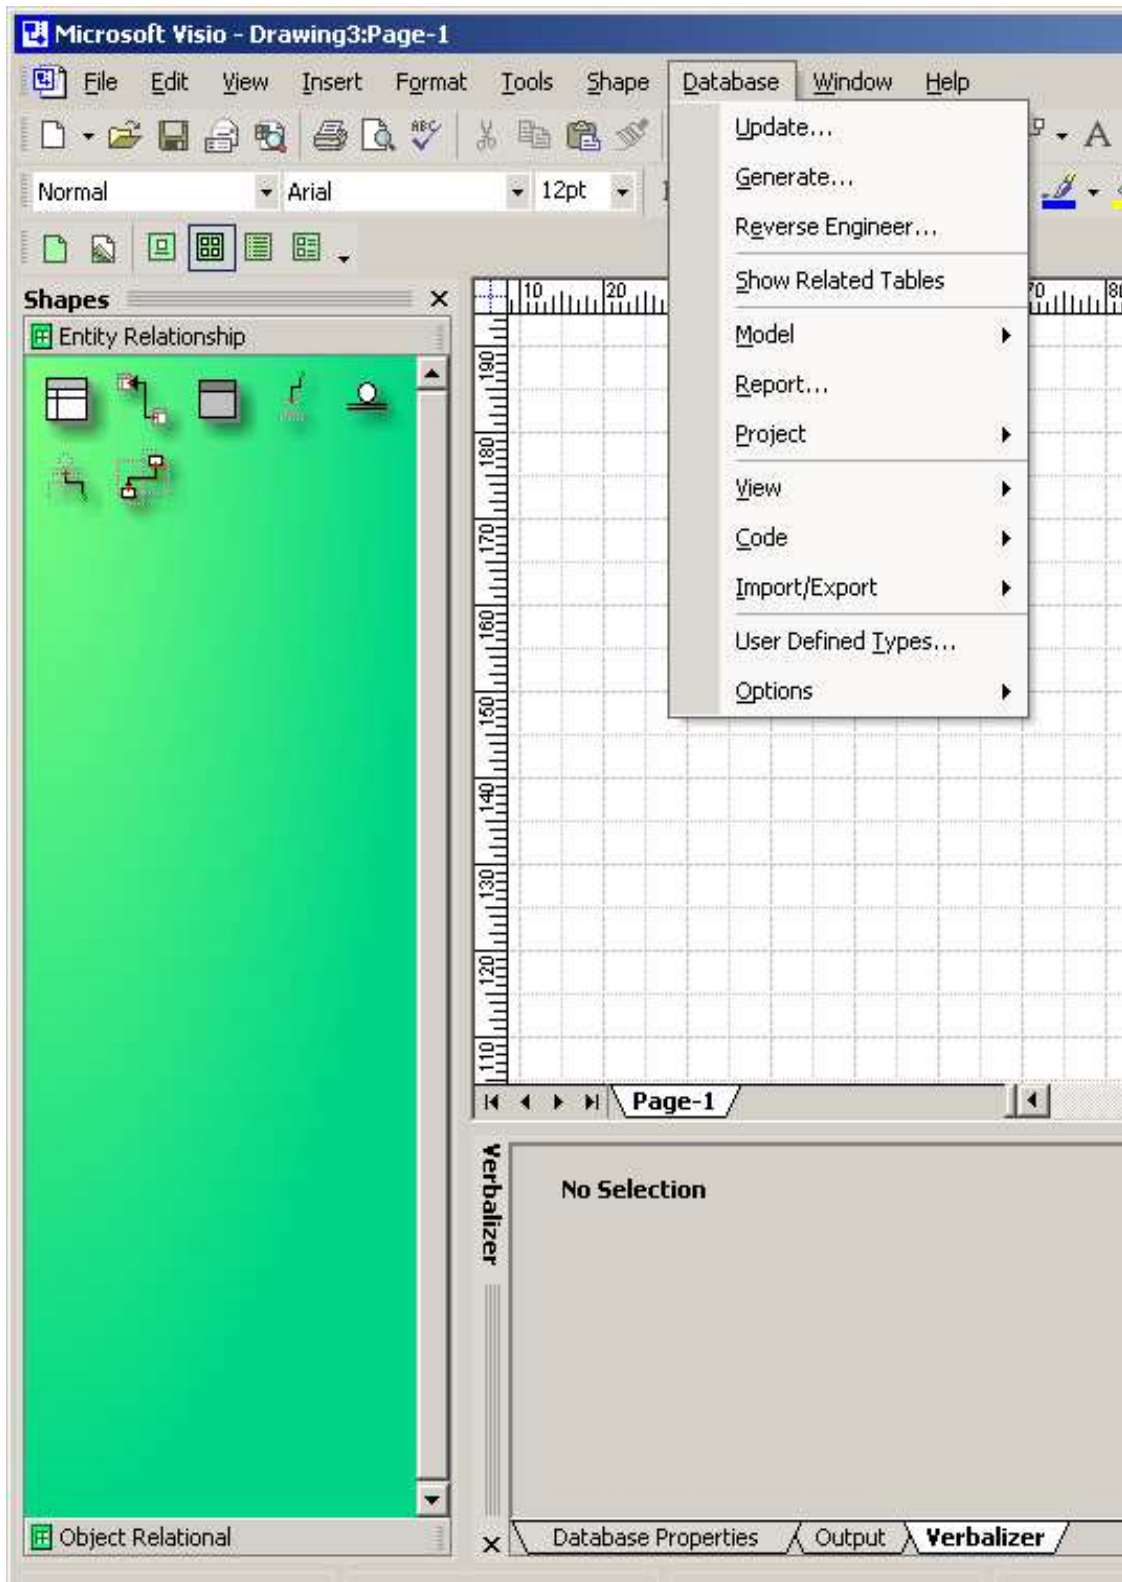 Microsoft Visio - Drawing3:Page-1
File Edit View Insert Format Tools Shape Database Window Help
ABC
A
Normal Arial 12pt
Update...
Generate...
Reverse Engineer...
Show Related Tables
Model
Report...
Project
View
Code
Import/Export
User Defined Types...
Options
Shapes
Entity Relationship
10 20 70
190
180
170
160
150
140
130
120
110
Page-1
Verbalizer
No Selection
Object Relational
Database Properties Output Verbalizer